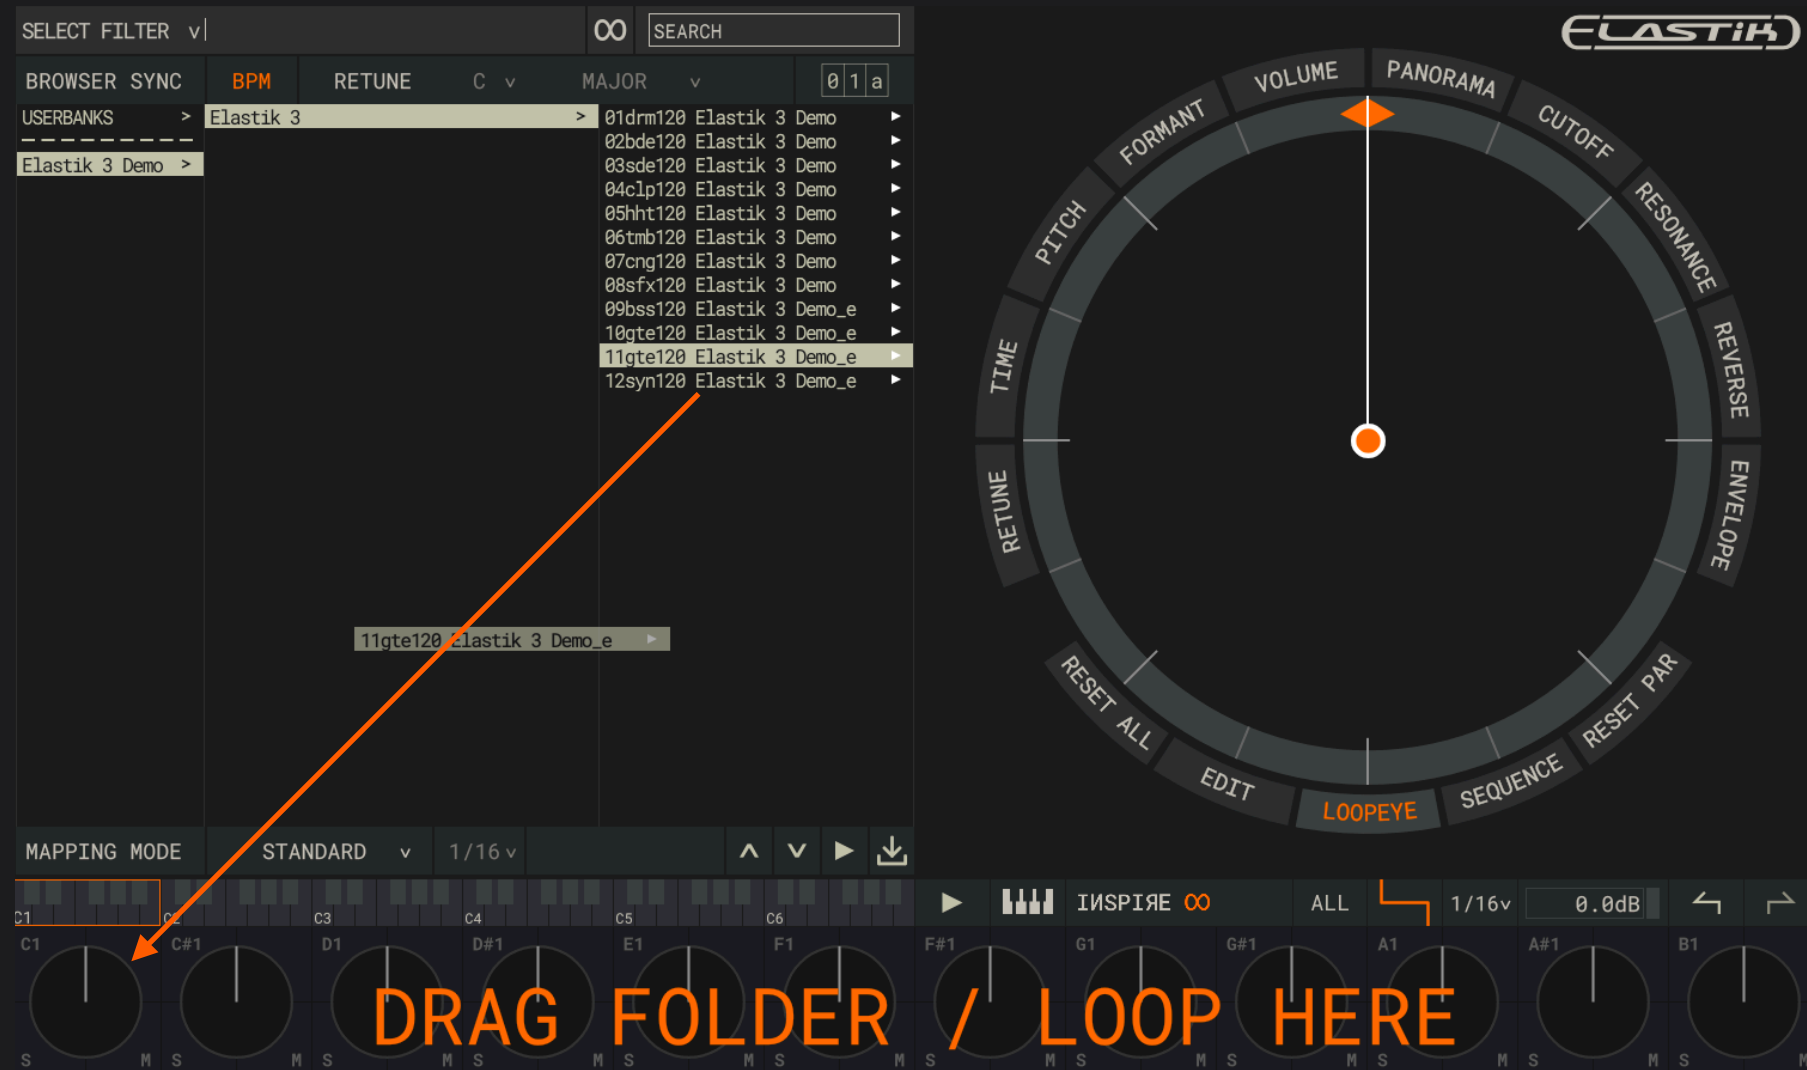 SELECT FILTER v
∞
SEARCH
ELASTIK
BROWSER SYNC
BPM
RETUNE
C v
MAJOR v
0 1 a
USERBANKS >
Elastik 3 Demo >
Elastik 3 >
01drm120 Elastik 3 Demo
02bde120 Elastik 3 Demo
03sde120 Elastik 3 Demo
04clp120 Elastik 3 Demo
05hht120 Elastik 3 Demo
06tmb120 Elastik 3 Demo
07cng120 Elastik 3 Demo
08sfx120 Elastik 3 Demo
09bss120 Elastik 3 Demo_e
10gte120 Elastik 3 Demo_e
11gte120 Elastik 3 Demo_e
12syn120 Elastik 3 Demo_e
11gte120 Elastik 3 Demo_e
RETUNE
TIME
PITCH
FORMANT
VOLUME
PANORAMA
CUTOFF
RESONANCE
REVERSE
ENVELOPE
RESET ALL
EDIT
LOOPEYE
SEQUENCE
RESET PAR
MAPPING MODE
STANDARD v
1/16 v
C1
C2
C3
C4
C5
C6
INSPIRE ∞
ALL
1/16v
0.0dB
C1
C#1
D1
D#1
E1
F1
F#1
G1
G#1
A1
A#1
B1
DRAG FOLDER / LOOP HERE
S M S M S M S M S M S M S M S M S M S M S M S M